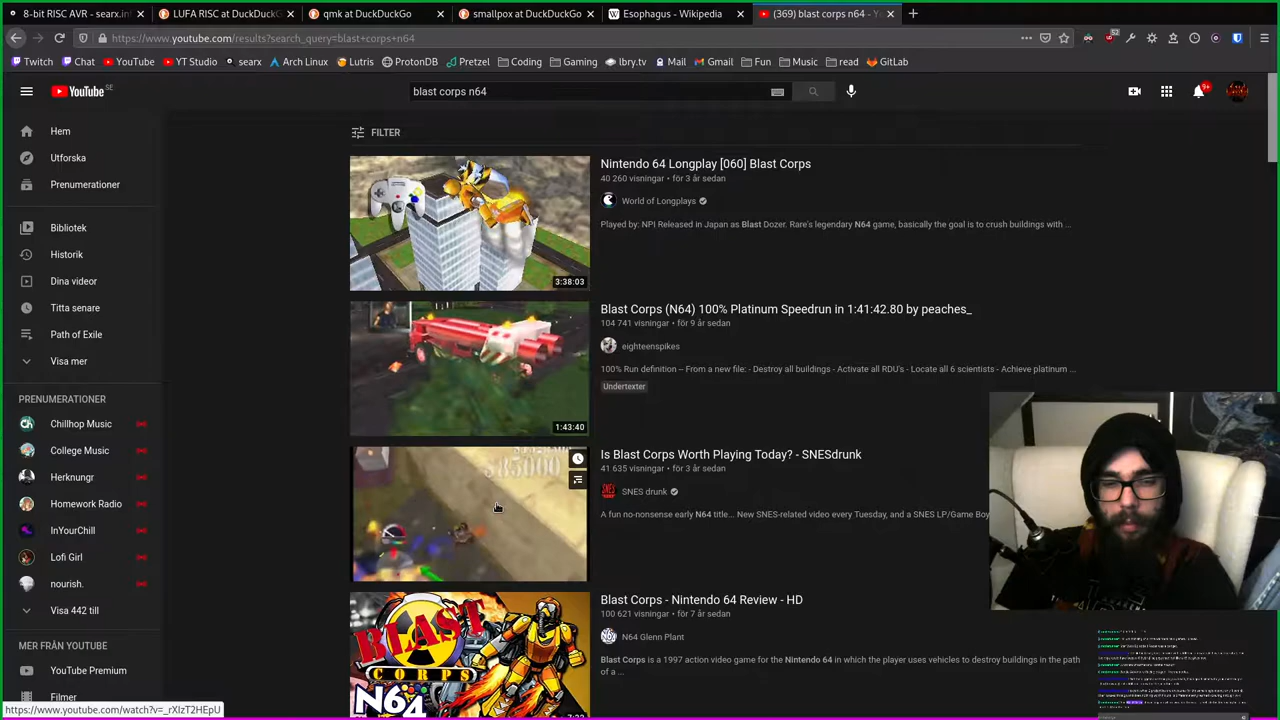 8-bit RISC AVR - searx.in
LUFA RISC at DuckDuckG
qmk at DuckDuckGo
smallpox at DuckDuckGo
Esophagus - Wikipedia
(369) blast corps n64 - Y
https://www.youtube.com/results?search_query=blast+corps+n64
52
Twitch
Chat
YouTube
YT Studio
searx
Arch Linux
Lutris
ProtonDB
Pretzel
Coding
Gaming
lbry.tv
Mail
Gmail
Fun
Music
read
GitLab
YouTube SE
blast corps n64
9+
Hem
Utforska
Prenumerationer
Bibliotek
Historik
Dina videor
Titta senare
Path of Exile
Visa mer
PRENUMERATIONER
Chillhop Music
College Music
Herknungr
Homework Radio
InYourChill
Lofi Girl
nourish.
Visa 442 till
MER FRÅN YOUTUBE
YouTube Premium
Filmer
FILTER
3:38:03
Nintendo 64 Longplay [060] Blast Corps
40 260 visningar • för 3 år sedan
World of Longplays
Played by: NPI Released in Japan as Blast Dozer. Rare's legendary N64 game, basically the goal is to crush buildings with ...
1:43:40
Blast Corps (N64) 100% Platinum Speedrun in 1:41:42.80 by peaches_
104 741 visningar • för 9 år sedan
eighteenspikes
100% Run definition -- From a new file: - Destroy all buildings - Activate all RDU's - Locate all 6 scientists - Achieve platinum ...
Undertexter
$85000
Is Blast Corps Worth Playing Today? - SNESdrunk
41 635 visningar • för 3 år sedan
SNES drunk
A fun no-nonsense early N64 title... New SNES-related video every Tuesday, and a SNES LP/Game Boy
BLAST
CORPS
N64
7:22
Blast Corps - Nintendo 64 Review - HD
100 621 visningar • för 7 år sedan
N64 Glenn Plant
Blast Corps is a 1997 action video game for the Nintendo 64 in which the player uses vehicles to destroy buildings in the path
of a ...
https://www.youtube.com/watch?v=_rXIzT2HEpU